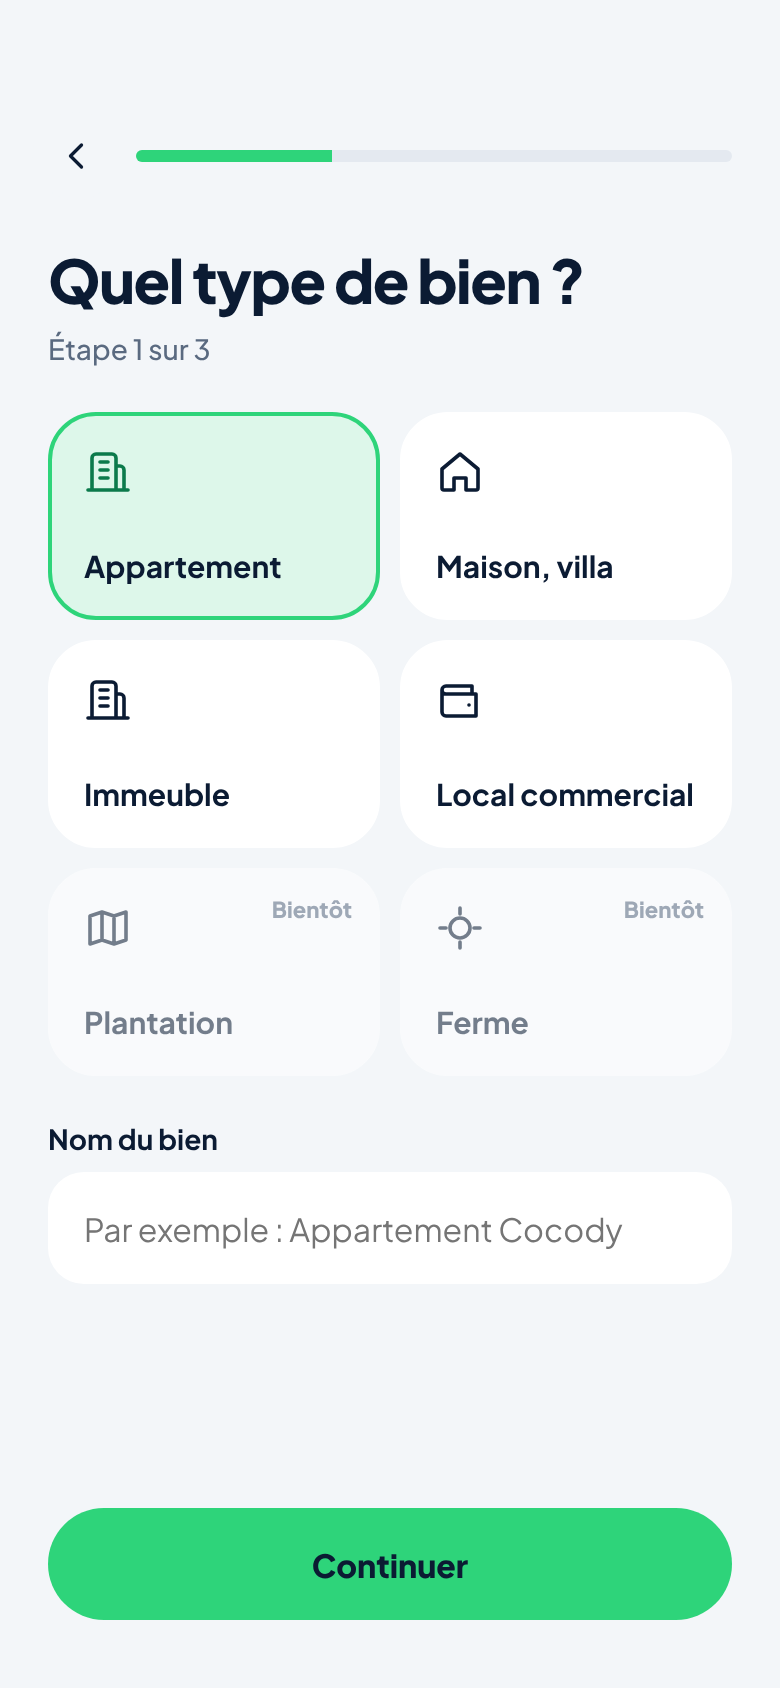 Quel type de bien ?
Étape 1 sur 3
Appartement
Maison, villa
Immeuble
Local commercial
Bientôt
Plantation
Bientôt
Ferme
Nom du bien
Par exemple : Appartement Cocody
Continuer